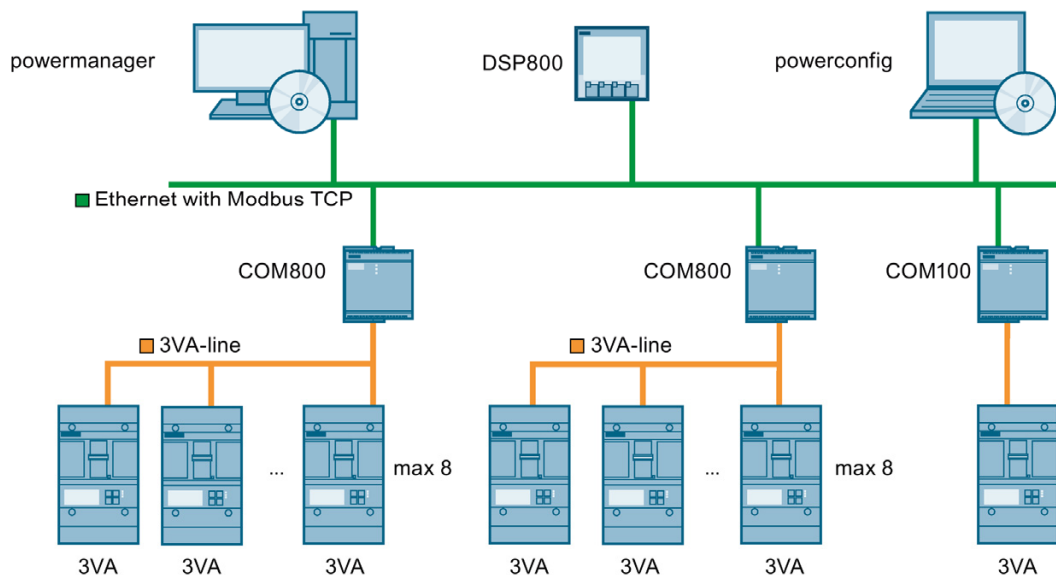 powermanager
DSP800
powerconfig
Ethernet with Modbus TCP
COM800
COM800
COM100
3VA-line
3VA-line
... max 8
... max 8
3VA 3VA 3VA 3VA 3VA 3VA 3VA